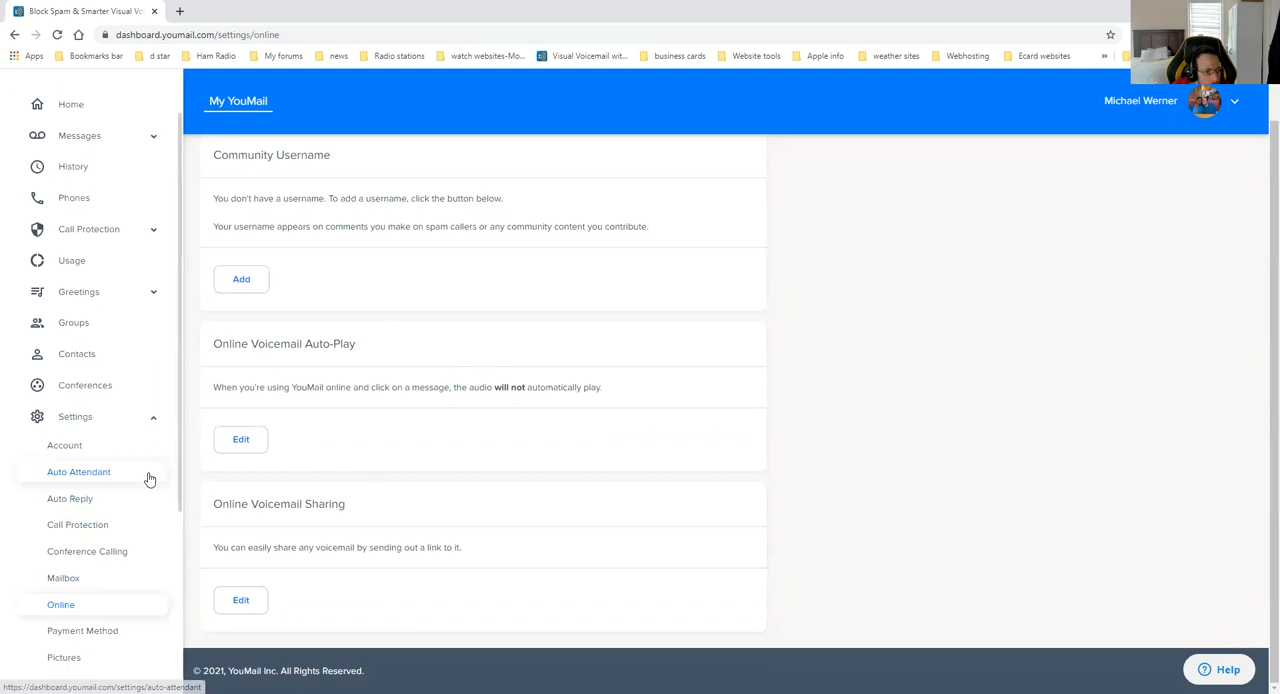 Block Spam & Smarter Visual Vo
dashboard.youmail.com/settings/online
Apps Bookmarks bar d star Ham Radio My forums news Radio stations watch websites-Mo... Visual Voicemail wit... business cards Website tools Apple info weather sites Webhosting Ecard websites »
My YouMail
Michael Werner
Home
Messages
History
Phones
Call Protection
Usage
Greetings
Groups
Contacts
Conferences
Settings
Account
Auto Attendant
Auto Reply
Call Protection
Conference Calling
Mailbox
Online
Payment Method
Pictures
Community Username
You don't have a username. To add a username, click the button below.
Your username appears on comments you make on spam callers or any community content you contribute.
Add
Online Voicemail Auto-Play
When you're using YouMail online and click on a message, the audio will not automatically play.
Edit
Online Voicemail Sharing
You can easily share any voicemail by sending out a link to it.
Edit
© 2021, YouMail Inc. All Rights Reserved.
Help
https://dashboard.youmail.com/settings/auto-attendant